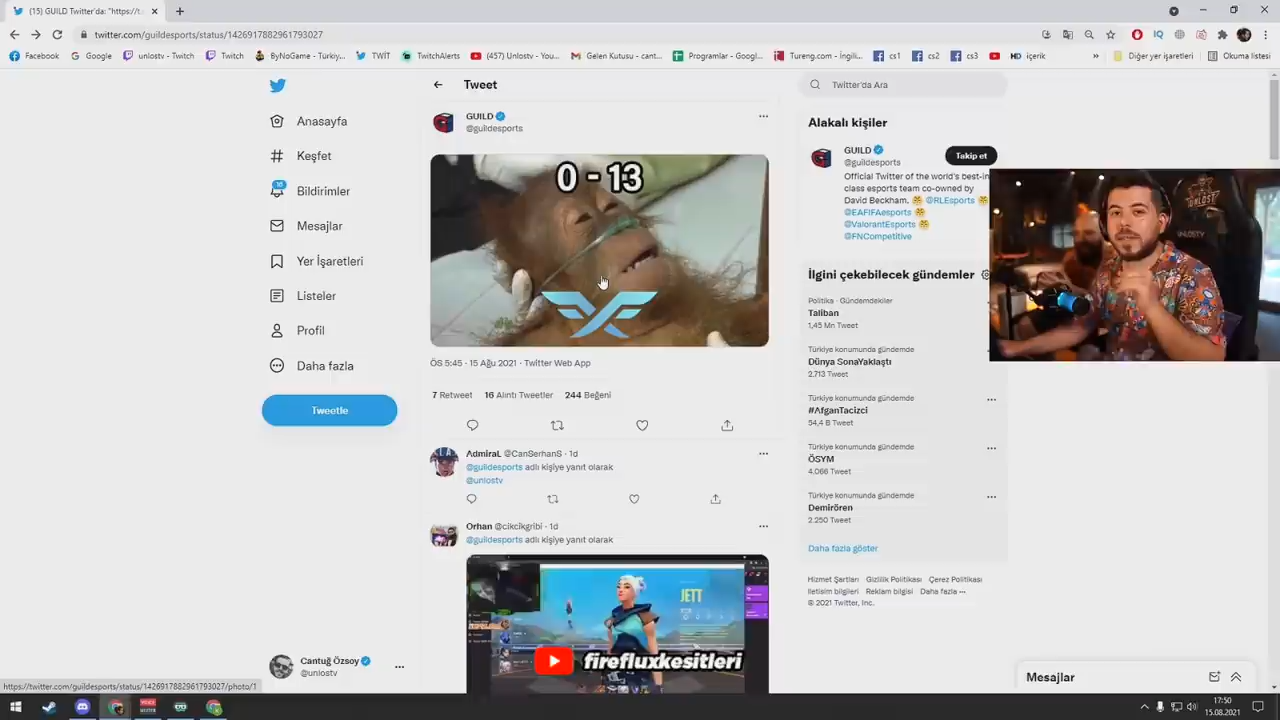 (15) GUILD Twitter'da: "https://t.
twitter.com/guildesports/status/1426917882961793027
Facebook
Google
unlostv - Twitch
Twitch
ByNoGame - Türkiy...
TWİT
TwitchAlerts
(457) Unlostv - You...
Gelen Kutusu - cant...
Programlar - Googl...
Tureng.com - İngili...
cs1
cs2
cs3
MD içerik
»
Diğer yer işaretleri
Okuma listesi
Anasayfa
Keşfet
16
Bildirimler
Mesajlar
Yer İşaretleri
Listeler
Profil
Daha fazla
Tweetle
Cantuğ Özsoy
@unlostv
Tweet
GUILD
@guildesports
0 - 13
ÖS 5:45 · 15 Ağu 2021 · Twitter Web App
7 Retweet 16 Alıntı Tweetler 244 Beğeni
AdmiraL @CanSerhanS · 1d
@guildesports adlı kişiye yanıt olarak
@unlostv
Orhan @cikcikgribi · 1d
@guildesports adlı kişiye yanıt olarak
JETT
firefluxkesitleri
Twitter'da Ara
Alakalı kişiler
GUILD
@guildesports
Takip et
Official Twitter of the world's best-in-
class esports team co-owned by
David Beckham. @RLEsports
@EAFIFAesports
@ValorantEsports
@FNCompetitive
İlgini çekebilecek gündemler
Politika · Gündemdekiler
Taliban
1,45 Mn Tweet
Türkiye konumunda gündemde
Dünya SonaYaklaştı
2.713 Tweet
Türkiye konumunda gündemde
#AfganTacizci
54,4 B Tweet
Türkiye konumunda gündemde
ÖSYM
4.066 Tweet
Türkiye konumunda gündemde
Demirören
2.250 Tweet
Daha fazla göster
Hizmet Şartları Gizlilik Politikası Çerez Politikası
İletişim bilgileri Reklam bilgisi Daha fazla ···
© 2021 Twitter, Inc.
UNLOSTV
Mesajlar
https://twitter.com/guildesports/status/1426917882961793027/photo/1
17:50
15.08.2021